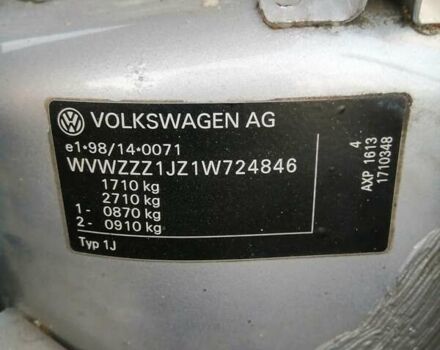 VOLKSWAGEN AG
e1*98/14*0071
WVWZZZ1JZ1W724846
1710 kg
2710 kg
1- 0870 kg
2- 0910 kg
Typ 1J
4
AXP 1613
1710348